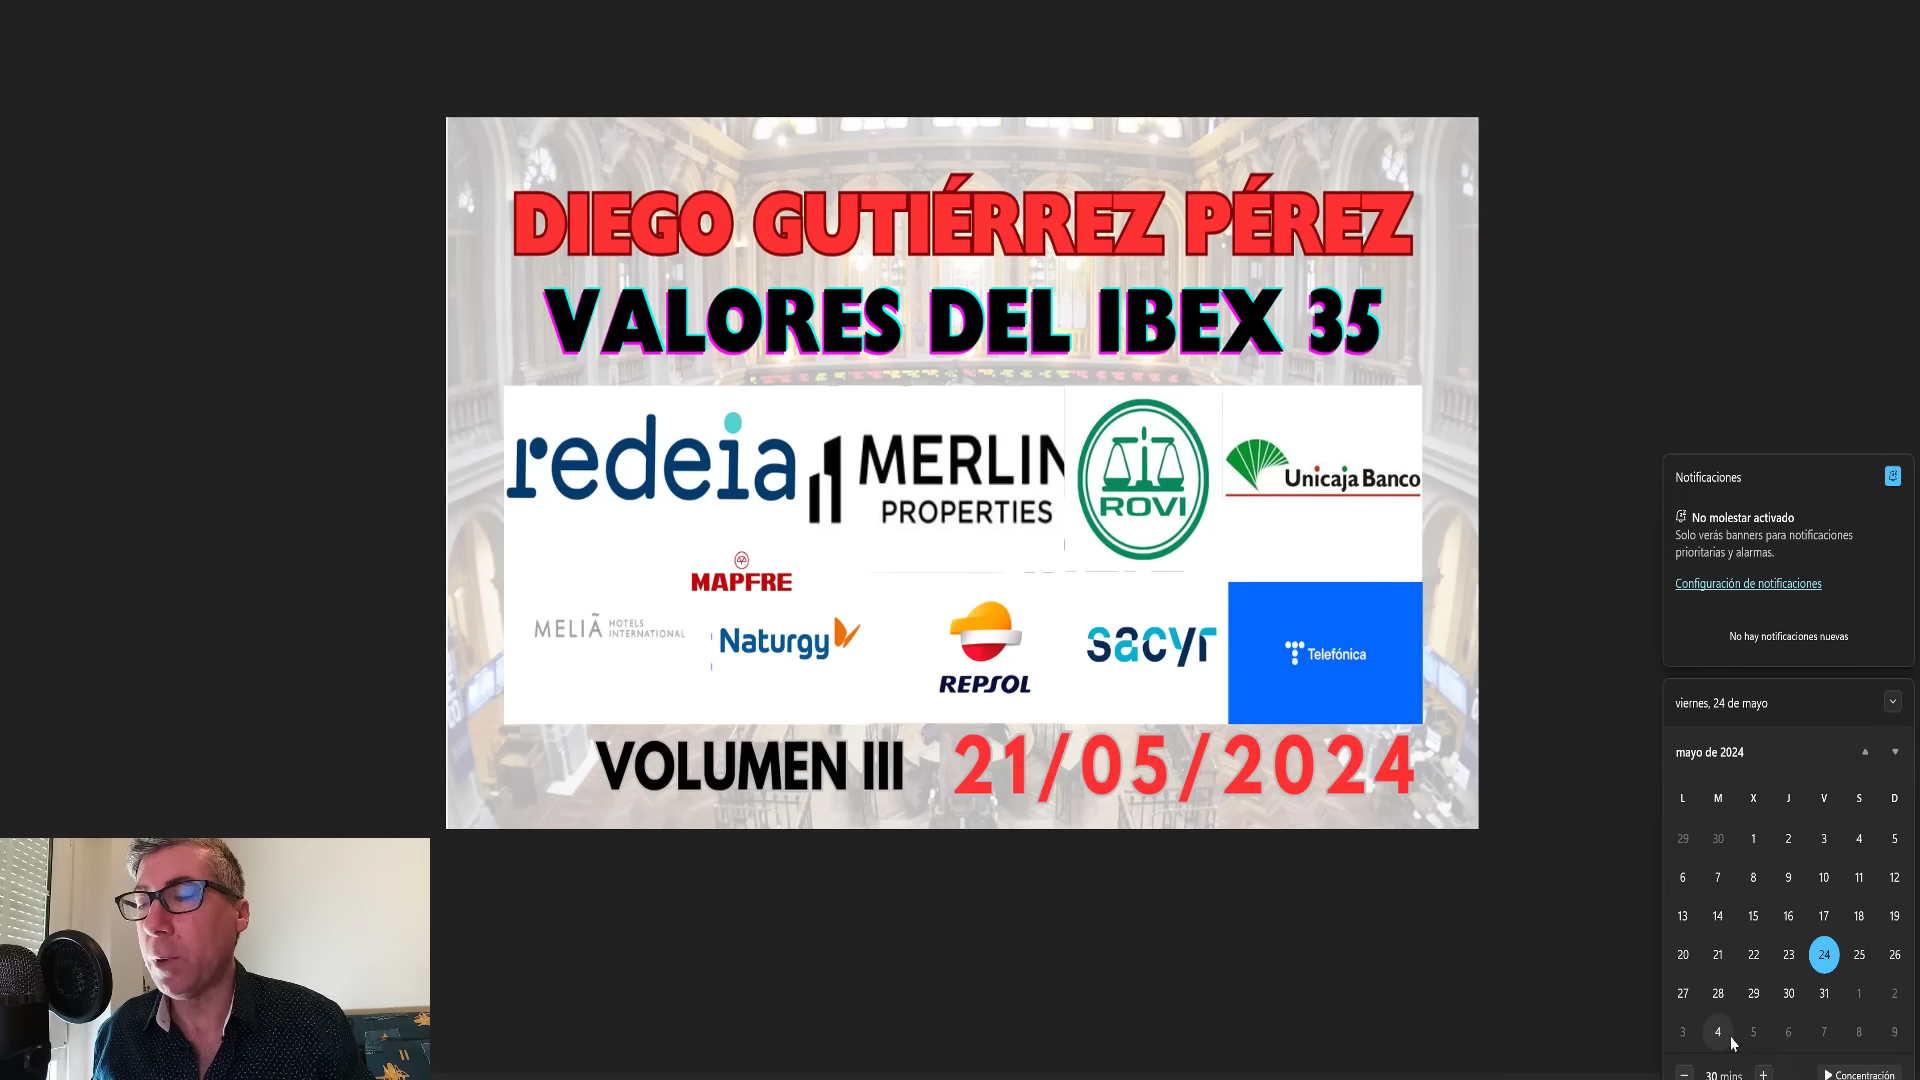 DIEGO GUTIÉRREZ PÉREZ
VALORES DEL IBEX 35
redeia
MERLIN
PROPERTIES
ROVI
Unicaja Banco
MAPFRE
MELIÃ HOTELS
INTERNATIONAL
Naturgy
REPSOL
sacyr
Telefónica
VOLUMEN III 21/05/2024
Notificaciones
No molestar activado
Solo verás banners para notificaciones
prioritarias y alarmas.
Configuración de notificaciones
No hay notificaciones nuevas
viernes, 24 de mayo
mayo de 2024
L M X J V S D
29 30 1 2 3 4 5
6 7 8 9 10 11 12
13 14 15 16 17 18 19
20 21 22 23 24 25 26
27 28 29 30 31 1 2
3 4 5 6 7 8 9
30 mins
Concentración